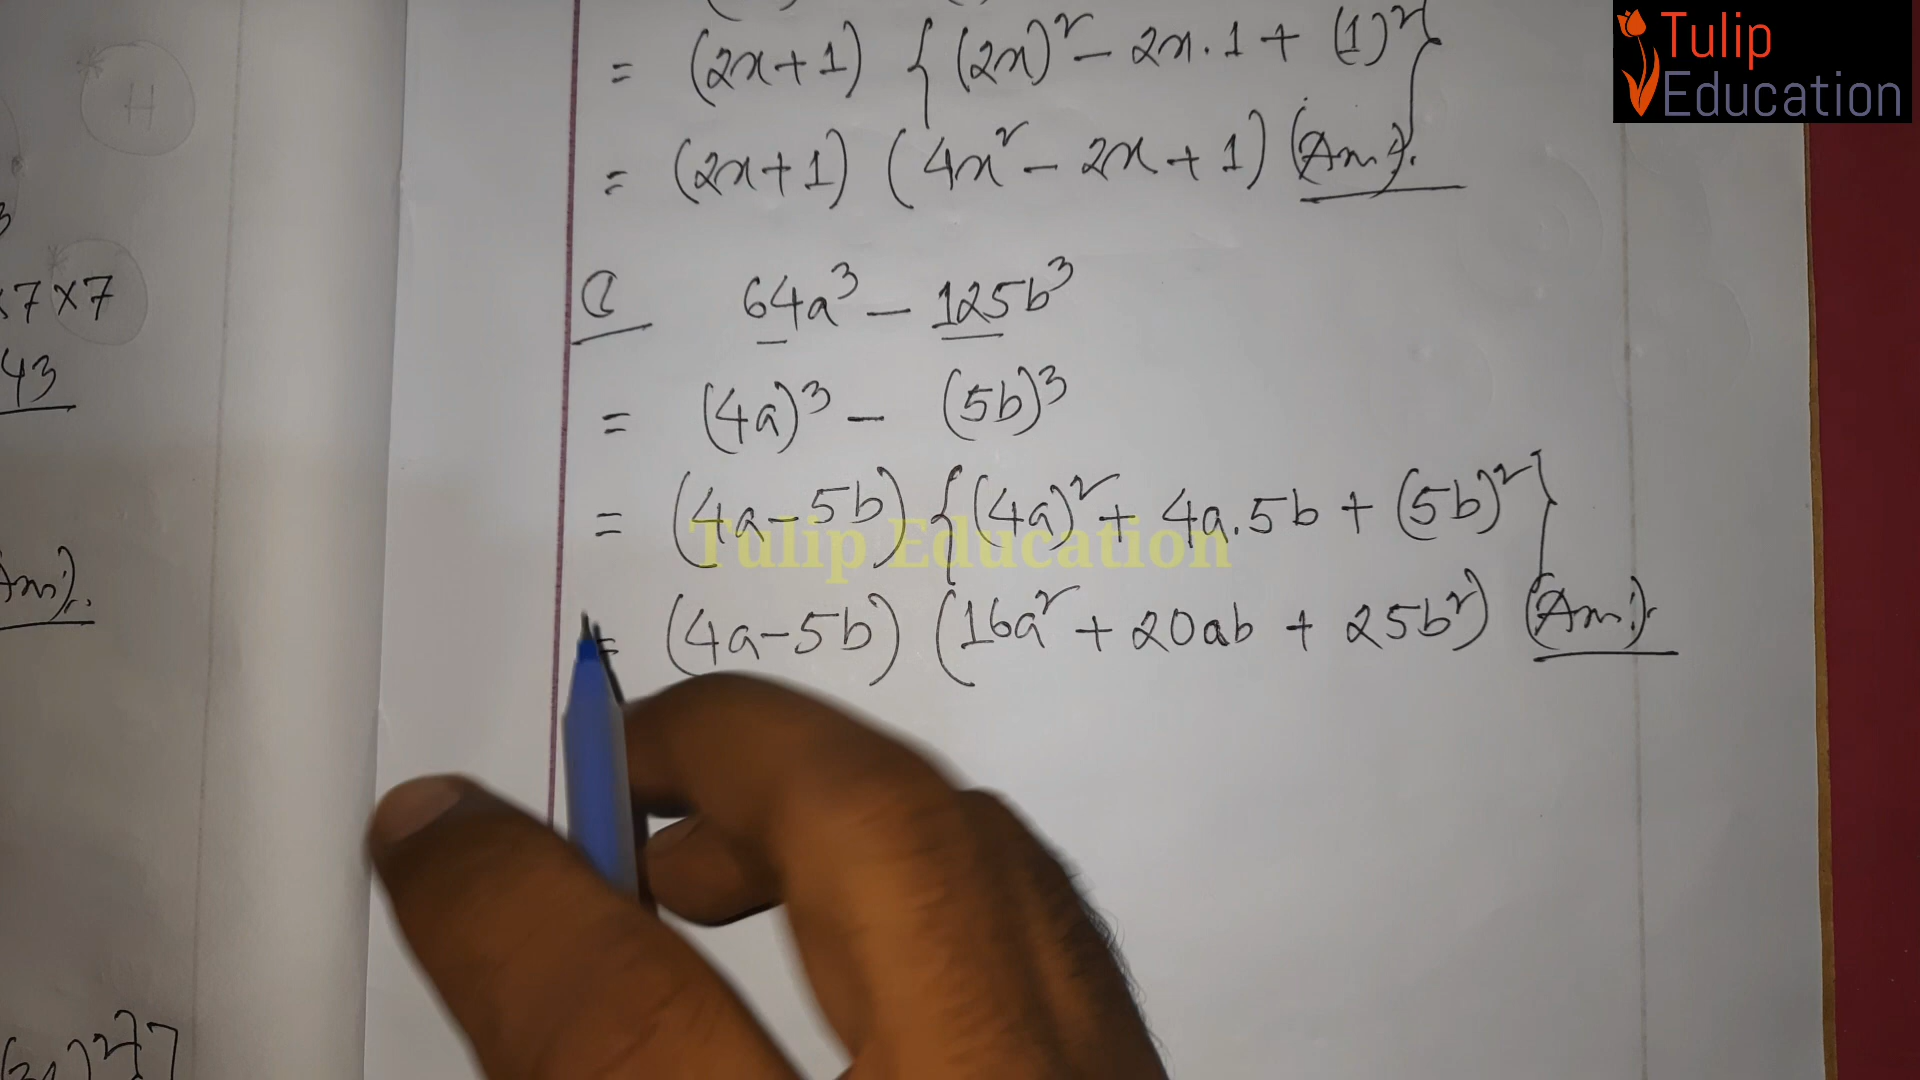 Tulip
Education
= (2x+1) {(2x)² - 2x.1 + (1)²}
= (2x+1) (4x² - 2x + 1) (Ans).
×7×7
43
64a³ - 125b³
= (4a)³ - (5b)³
= (4a-5b) {(4a)² + 4a.5b + (5b)²}
Tulip Education
= (4a-5b) (16a² + 20ab + 25b²) (Ans).
Ans)..